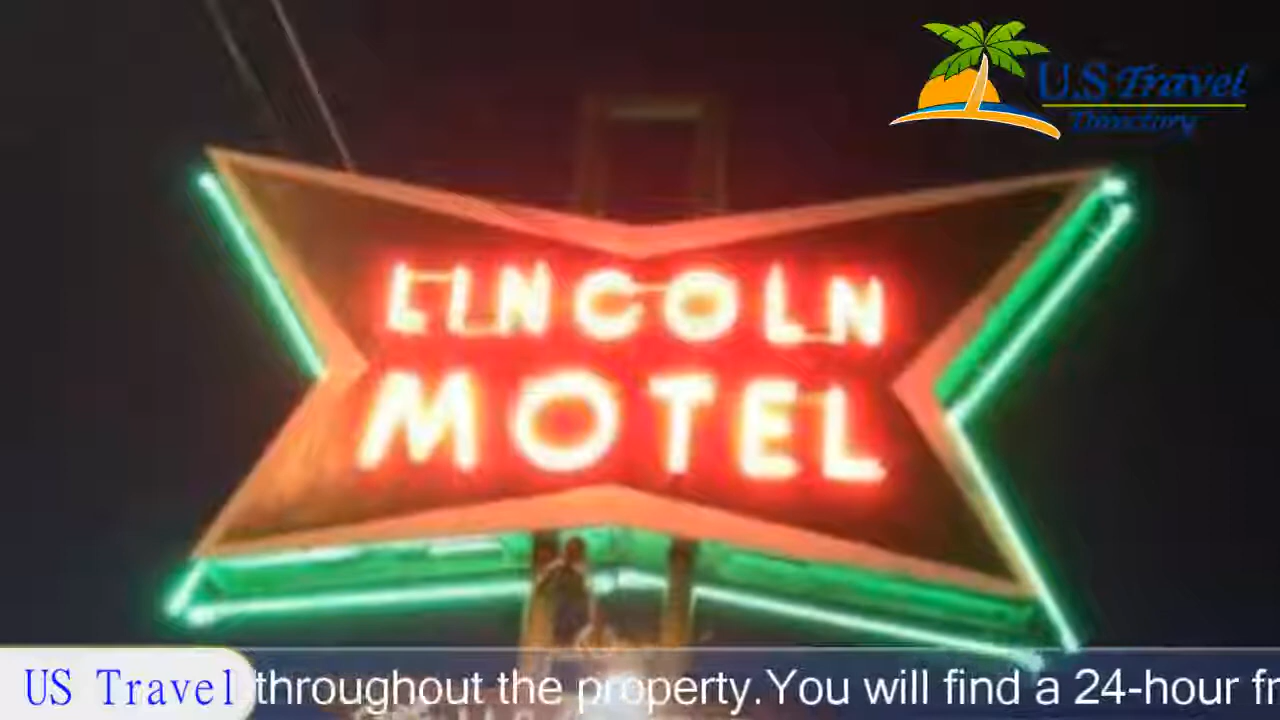 U.S Travel
Directory
LINCOLN
MOTEL
US Travel
throughout the property.You will find a 24-hour fr